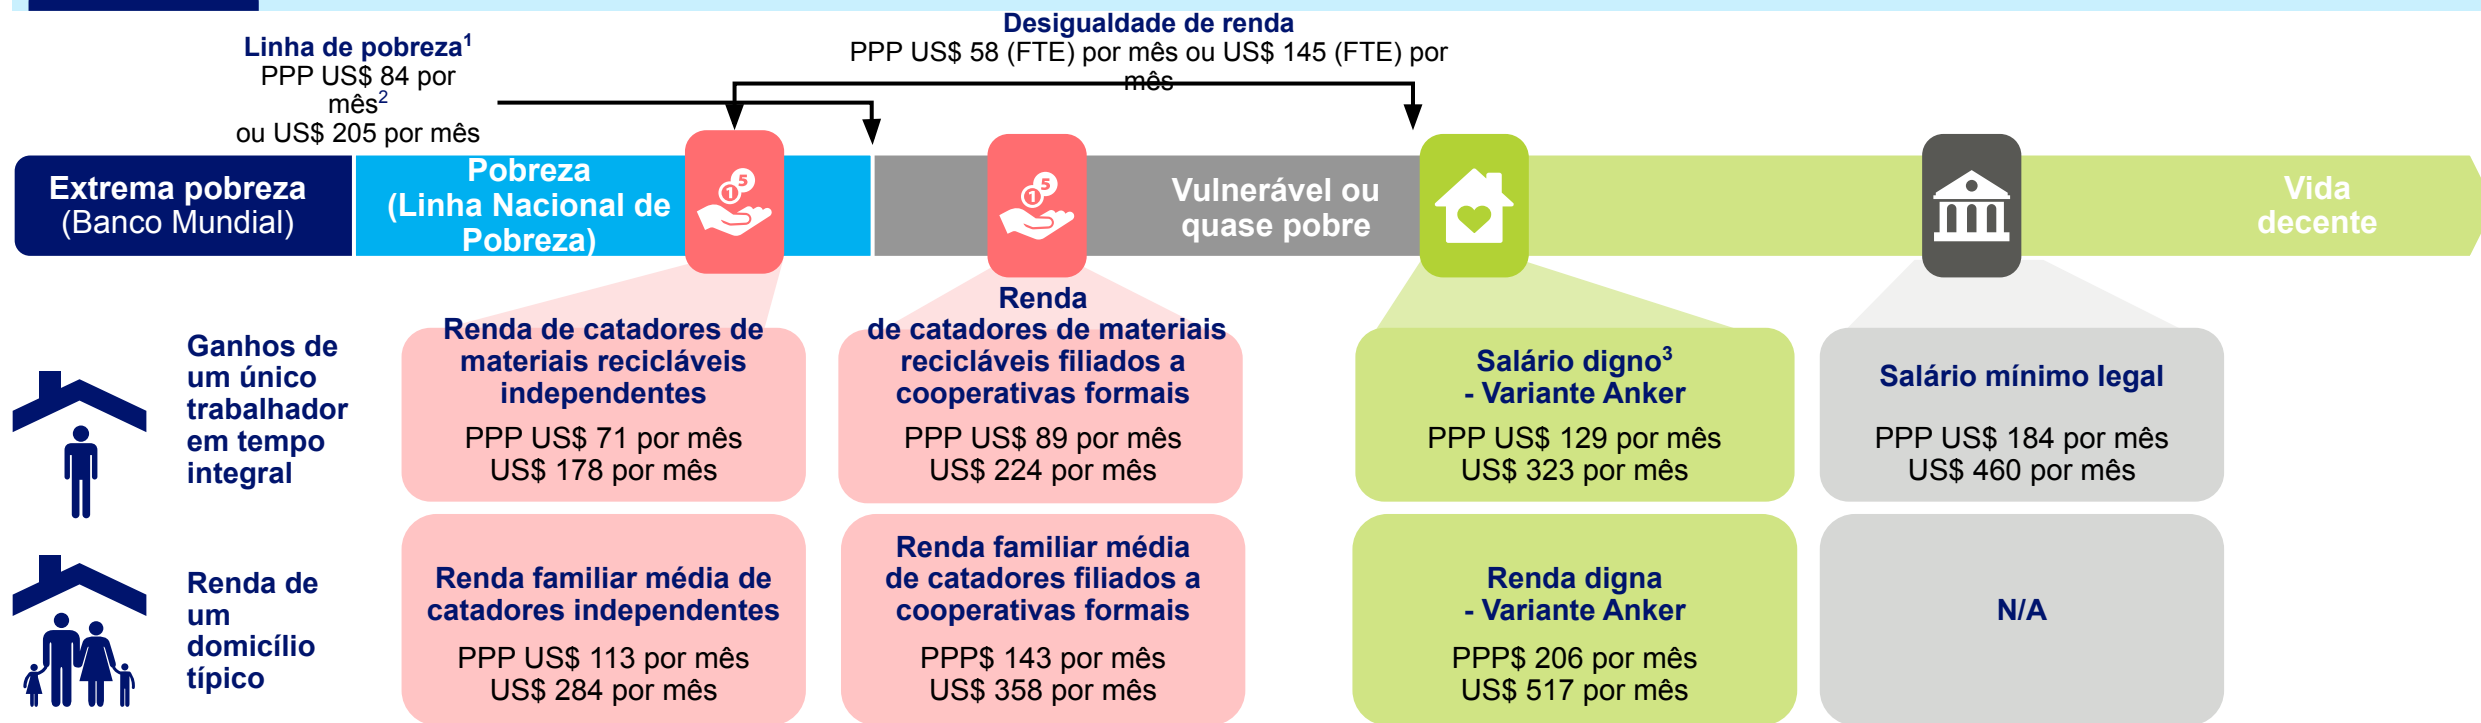 Desigualdade de renda
PPP US$ 58 (FTE) por mês ou US$ 145 (FTE) por
mês
Linha de pobreza¹
PPP US$ 84 por
mês²
ou US$ 205 por mês
Extrema pobreza
(Banco Mundial)
Pobreza
(Linha Nacional de
Pobreza)
1 5
1 5
Vulnerável ou
quase pobre
Vida
decente
Ganhos de
um único
trabalhador
em tempo
integral
Renda de catadores de
materiais recicláveis
independentes
PPP US$ 71 por mês
US$ 178 por mês
Renda
de catadores de materiais
recicláveis filiados a
cooperativas formais
PPP US$ 89 por mês
US$ 224 por mês
Salário digno³
- Variante Anker
PPP US$ 129 por mês
US$ 323 por mês
Salário mínimo legal
PPP US$ 184 por mês
US$ 460 por mês
Renda de
um
domicílio
típico
Renda familiar média de
catadores independentes
PPP US$ 113 por mês
US$ 284 por mês
Renda familiar média
de catadores filiados a
cooperativas formais
PPP$ 143 por mês
US$ 358 por mês
Renda digna
- Variante Anker
PPP$ 206 por mês
US$ 517 por mês
N/A